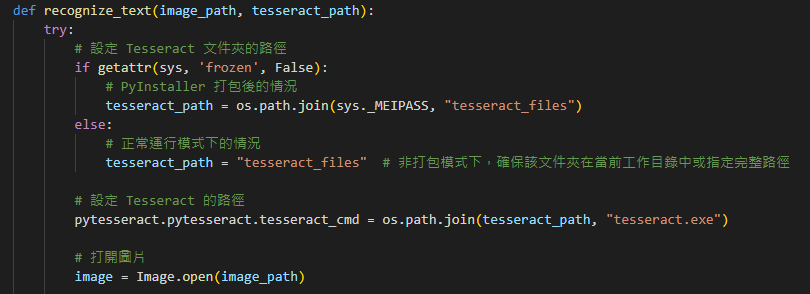 def recognize_text(image_path, tesseract_path):
    try:
        # 設定 Tesseract 文件夾的路徑
        if getattr(sys, 'frozen', False):
            # PyInstaller 打包後的情況
            tesseract_path = os.path.join(sys._MEIPASS, "tesseract_files")
        else:
            # 正常運行模式下的情況
            tesseract_path = "tesseract_files"  # 非打包模式下，確保該文件夾在當前工作目錄中或指定完整路徑
        # 設定 Tesseract 的路徑
        pytesseract.pytesseract.tesseract_cmd = os.path.join(tesseract_path, "tesseract.exe")
        # 打開圖片
        image = Image.open(image_path)